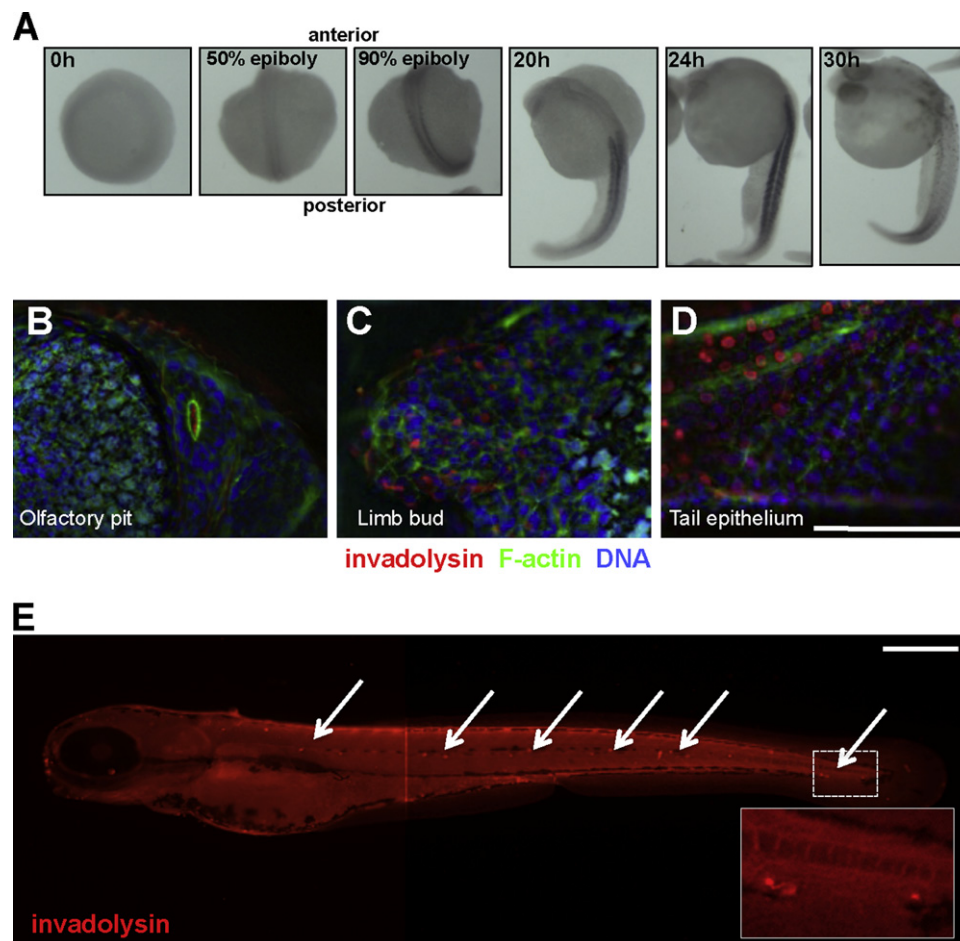 A
anterior
0h
50% epiboly
90% epiboly
20h
24h
30h
posterior
B
C
D
Olfactory pit
Limb bud
Tail epithelium
invadolysin F-actin DNA
E
invadolysin